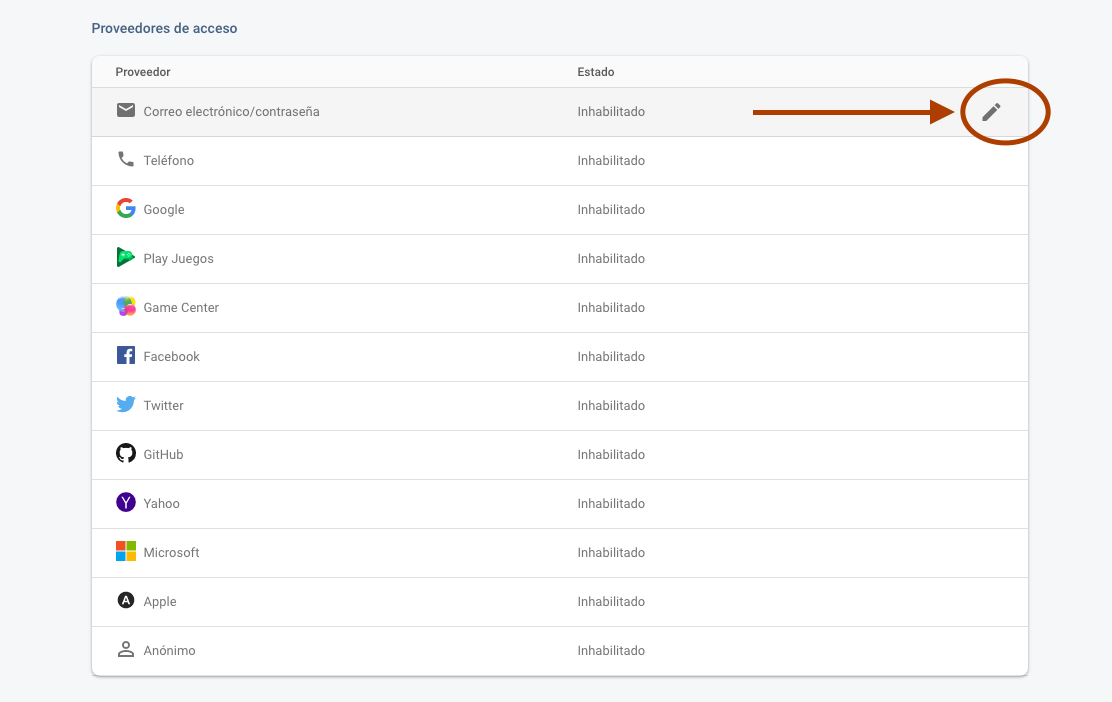 Proveedores de acceso
Proveedor Estado
Correo electrónico/contraseña Inhabilitado
Teléfono Inhabilitado
Google Inhabilitado
Play Juegos Inhabilitado
Game Center Inhabilitado
Facebook Inhabilitado
Twitter Inhabilitado
GitHub Inhabilitado
Yahoo Inhabilitado
Microsoft Inhabilitado
Apple Inhabilitado
Anónimo Inhabilitado